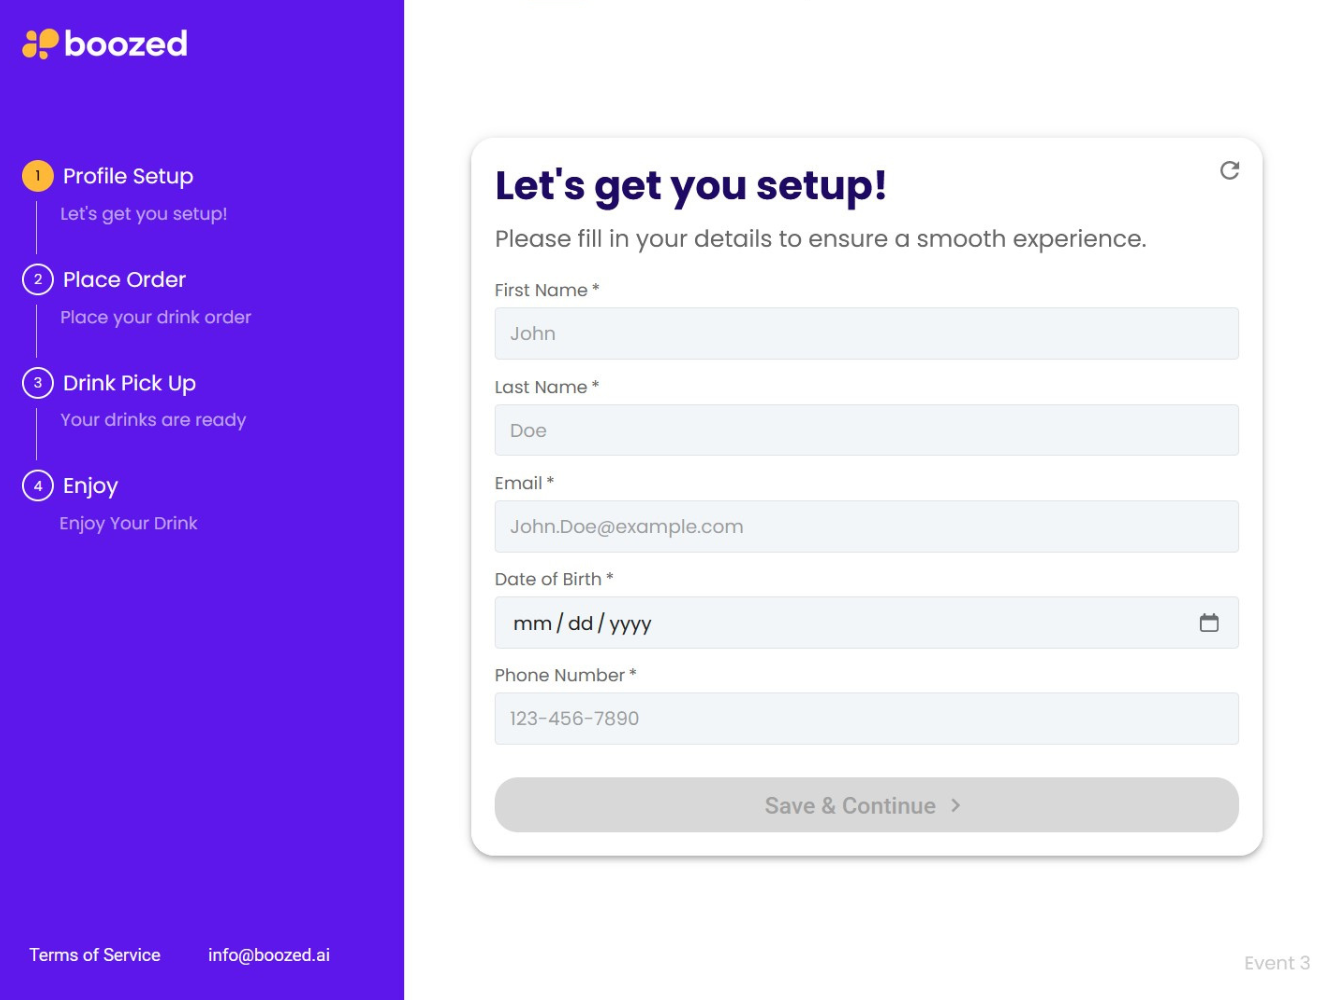 boozed
1 Profile Setup
Let's get you setup!
2 Place Order
Place your drink order
3 Drink Pick Up
Your drinks are ready
4 Enjoy
Enjoy Your Drink
Terms of Service info@boozed.ai
Let's get you setup!
Please fill in your details to ensure a smooth experience.
First Name *
John
Last Name *
Doe
Email *
John.Doe@example.com
Date of Birth *
mm / dd / yyyy
Phone Number *
123-456-7890
Save & Continue
Event 3